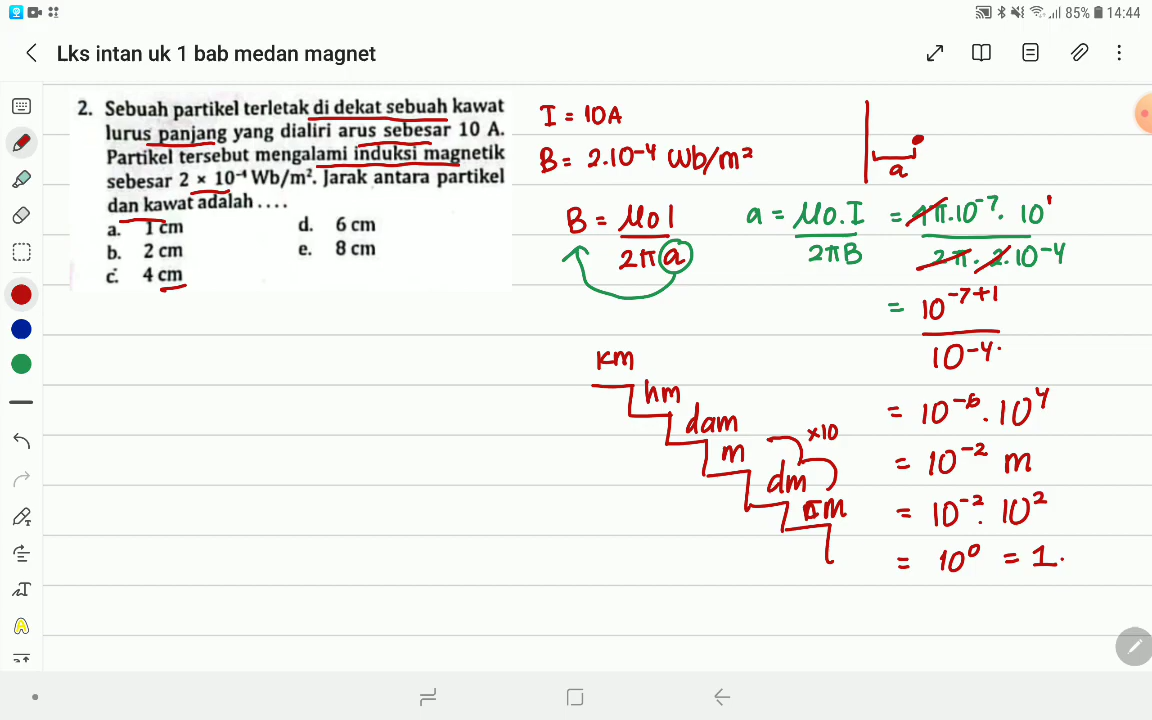 85% 14:44
Lks intan uk 1 bab medan magnet
2. Sebuah partikel terletak di dekat sebuah kawat
lurus panjang yang dialiri arus sebesar 10 A.
Partikel tersebut mengalami induksi magnetik
sebesar 2 × 10⁻⁴ Wb/m². Jarak antara partikel
dan kawat adalah . . . .
a. 1 cm
b. 2 cm
c. 4 cm
d. 6 cm
e. 8 cm
I = 10A
B = 2.10⁻⁴ Wb/m²
a
B = μo I / 2π a
a = μo . I / 2πB = 4π.10⁻⁷. 10¹ / 2π. 2.10⁻⁴
= 10⁻⁷⁺¹ / 10⁻⁴.
= 10⁻⁶. 10⁴
= 10⁻² m
= 10⁻². 10²
= 10⁰ = 1.
km
hm
dam
m
dm
cm
×10